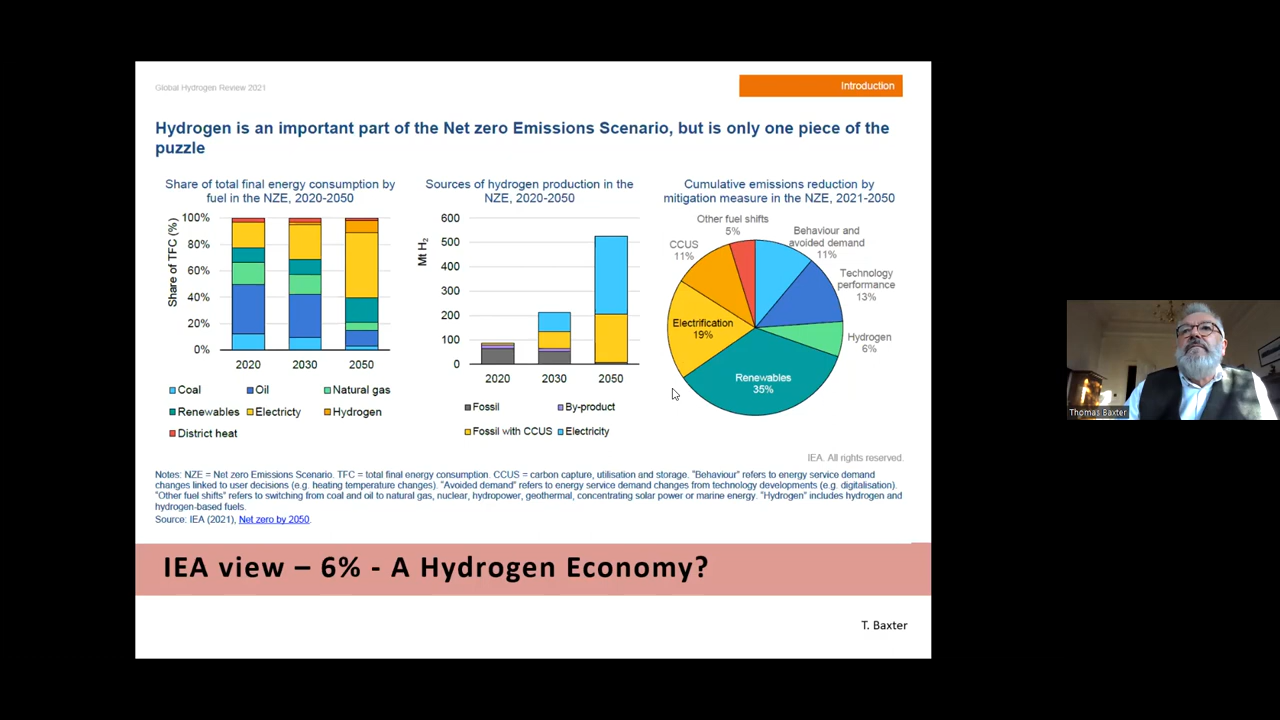 Global Hydrogen Review 2021
Introduction
Hydrogen is an important part of the Net zero Emissions Scenario, but is only one piece of the
puzzle
Share of total final energy consumption by
fuel in the NZE, 2020-2050
Share of TFC (%)
100%
80%
60%
40%
20%
0%
2020
2030
2050
Coal
Oil
Natural gas
Renewables
Electricty
Hydrogen
District heat
Sources of hydrogen production in the
NZE, 2020-2050
Mt H₂
600
500
400
300
200
100
0
2020
2030
2050
Fossil
By-product
Fossil with CCUS
Electricity
Cumulative emissions reduction by
mitigation measure in the NZE, 2021-2050
Other fuel shifts
5%
Behaviour and
avoided demand
11%
CCUS
11%
Technology
performance
13%
Electrification
19%
Hydrogen
6%
Renewables
35%
IEA. All rights reserved.
Notes: NZE = Net zero Emissions Scenario. TFC = total final energy consumption. CCUS = carbon capture, utilisation and storage. "Behaviour" refers to energy service demand
changes linked to user decisions (e.g. heating temperature changes). "Avoided demand" refers to energy service demand changes from technology developments (e.g. digitalisation).
"Other fuel shifts" refers to switching from coal and oil to natural gas, nuclear, hydropower, geothermal, concentrating solar power or marine energy. "Hydrogen" includes hydrogen and
hydrogen-based fuels.
Source: IEA (2021), Net zero by 2050.
IEA view – 6% - A Hydrogen Economy?
T. Baxter
Thomas Baxter